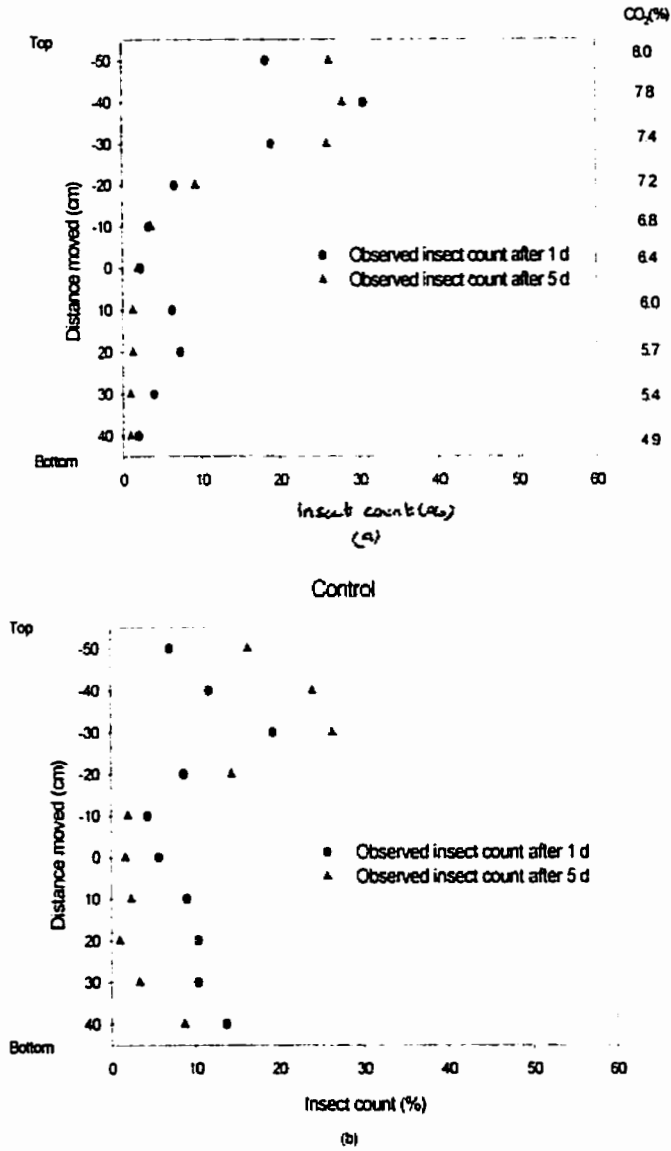 CO₂(%)
Top
8.0
-50
7.8
-40
7.4
-30
7.2
-20
6.8
-10
Observed insect count after 1 d
6.4
0
Observed insect count after 5 d
6.0
10
5.7
20
5.4
30
4.9
40
Bottom
0 10 20 30 40 50 60
Distance moved (cm)
insect count (%)
(a)
Control
Top
-50
-40
-30
-20
-10
Observed insect count after 1 d
0
Observed insect count after 5 d
10
20
30
40
Bottom
0 10 20 30 40 50 60
Distance moved (cm)
Insect count (%)
(b)